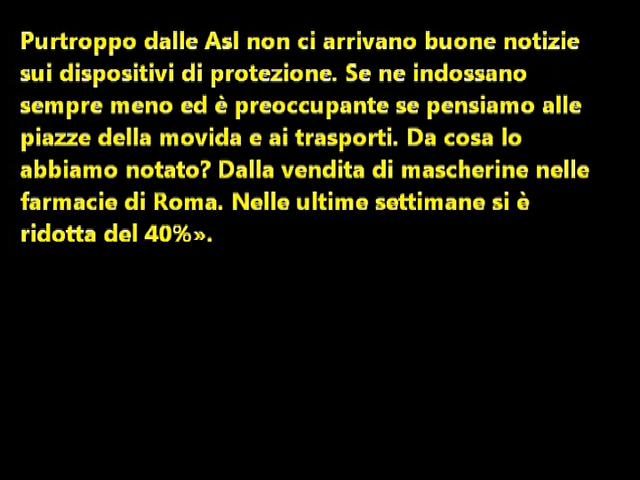 Purtroppo dalle Asl non ci arrivano buone notizie
sui dispositivi di protezione. Se ne indossano
sempre meno ed è preoccupante se pensiamo alle
piazze della movida e ai trasporti. Da cosa lo
abbiamo notato? Dalla vendita di mascherine nelle
farmacie di Roma. Nelle ultime settimane si è
ridotta del 40%».